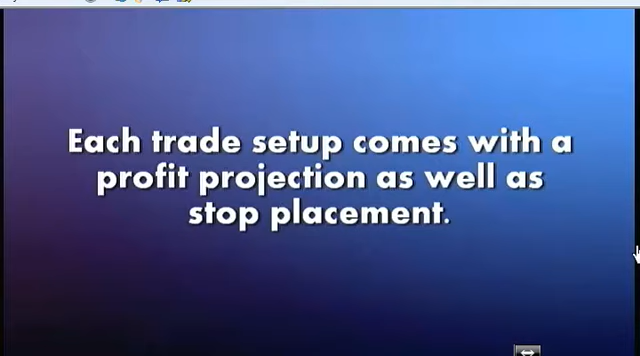 Each trade setup comes with a
profit projection as well as
stop placement.